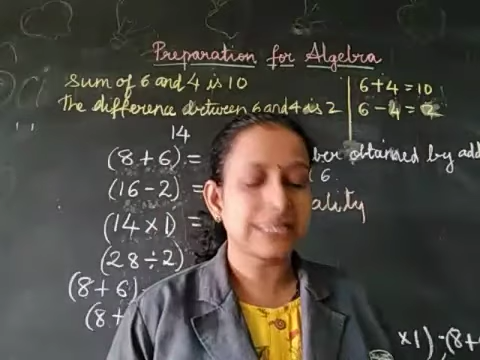 Preparation for Algebra
Sum of 6 and 4 is 10
The difference between 6 and 4 is 2
6 + 4 = 10
6 - 4 = 2
14
(8 + 6) = ber obtained by add
(16 - 2) = 6.
(14 x 1) = ality
(28 ÷ 2)
(8 + 6)
(8 +
x 1) = (8 +